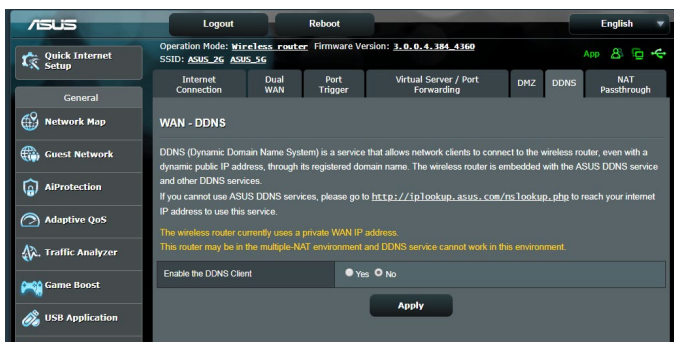 ASUS
Logout
Reboot
English
Operation Mode: Wireless router Firmware Version: 3.0.0.4.384_4360
SSID: ASUS_2G ASUS_5G
App
Quick Internet
Setup
General
Network Map
Guest Network
AiProtection
Adaptive QoS
Traffic Analyzer
Game Boost
USB Application
Internet
Connection
Dual
WAN
Port
Trigger
Virtual Server / Port
Forwarding
DMZ
DDNS
NAT
Passthrough
WAN - DDNS
DDNS (Dynamic Domain Name System) is a service that allows network clients to connect to the wireless router, even with a
dynamic public IP address, through its registered domain name. The wireless router is embedded with the ASUS DDNS service
and other DDNS services.
If you cannot use ASUS DDNS services, please go to http://iplookup.asus.com/nslookup.php to reach your internet
IP address to use this service.
The wireless router currently uses a private WAN IP address.
This router may be in the multiple-NAT environment and DDNS service cannot work in this environment.
Enable the DDNS Client
Yes No
Apply